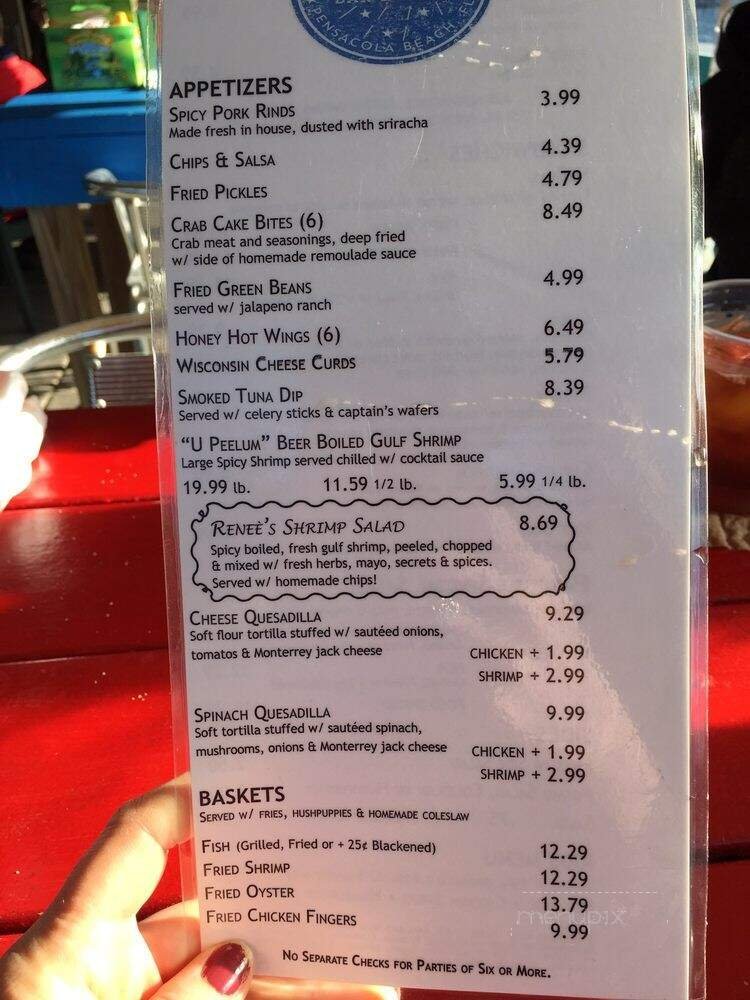 PENSACOLA BEACH, FL
APPETIZERS
SPICY PORK RINDS 3.99
Made fresh in house, dusted with sriracha
CHIPS & SALSA 4.39
FRIED PICKLES 4.79
CRAB CAKE BITES (6) 8.49
Crab meat and seasonings, deep fried
w/ side of homemade remoulade sauce
FRIED GREEN BEANS 4.99
served w/ jalapeno ranch
HONEY HOT WINGS (6) 6.49
WISCONSIN CHEESE CURDS 5.79
SMOKED TUNA DIP 8.39
Served w/ celery sticks & captain's wafers
"U PEELUM" BEER BOILED GULF SHRIMP
Large Spicy Shrimp served chilled w/ cocktail sauce
19.99 lb. 11.59 1/2 lb. 5.99 1/4 lb.
RENEÈ'S SHRIMP SALAD 8.69
Spicy boiled, fresh gulf shrimp, peeled, chopped
& mixed w/ fresh herbs, mayo, secrets & spices.
Served w/ homemade chips!
CHEESE QUESADILLA 9.29
Soft flour tortilla stuffed w/ sautéed onions,
tomatos & Monterrey jack cheese CHICKEN + 1.99
SHRIMP + 2.99
SPINACH QUESADILLA 9.99
Soft tortilla stuffed w/ sautéed spinach,
mushrooms, onions & Monterrey jack cheese CHICKEN + 1.99
SHRIMP + 2.99
BASKETS
SERVED W/ FRIES, HUSHPUPPIES & HOMEMADE COLESLAW
FISH (Grilled, Fried or + 25¢ Blackened) 12.29
FRIED SHRIMP 12.29
FRIED OYSTER 13.79
FRIED CHICKEN FINGERS 9.99
menupix
NO SEPARATE CHECKS FOR PARTIES OF SIX OR MORE.